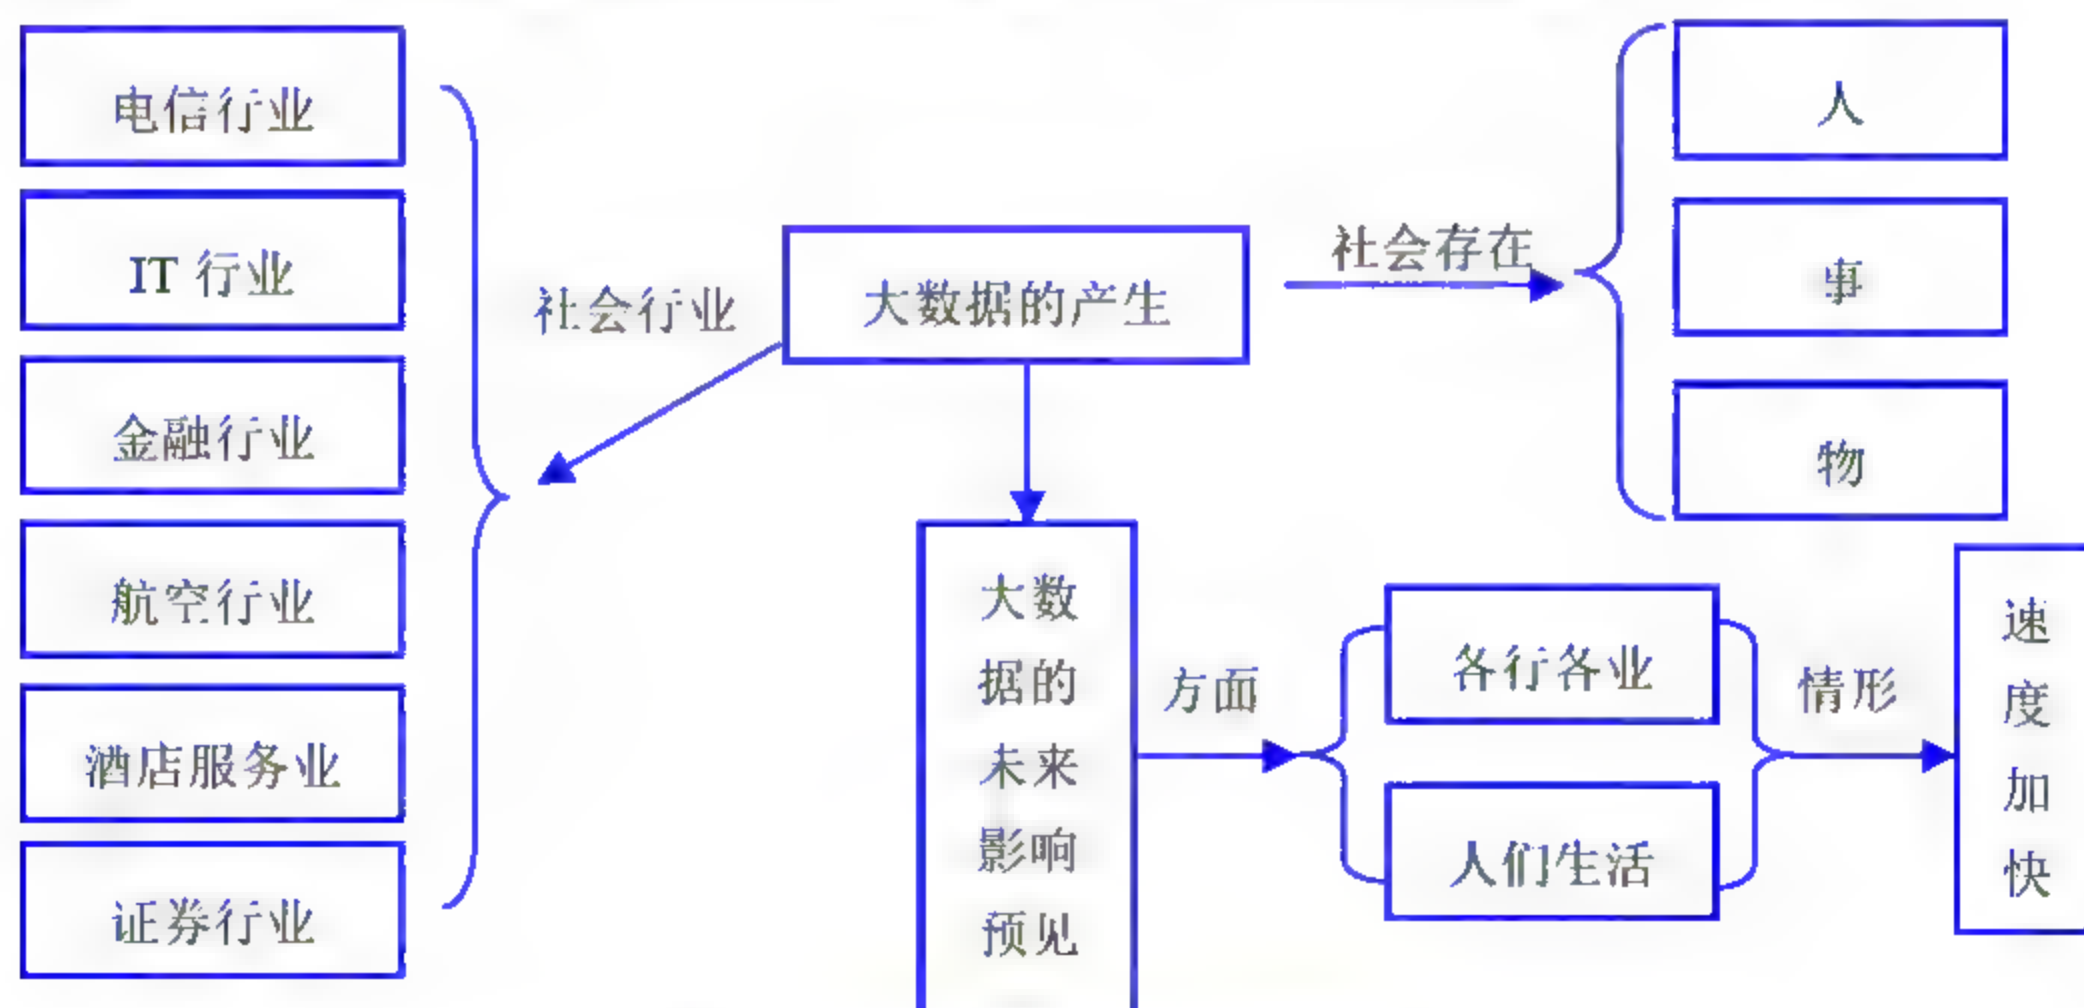 电信行业
IT 行业
金融行业
航空行业
酒店服务业
证券行业
社会行业
大数据的产生
社会存在
人
事
物
大数
据的
未来
影响
预见
方面
各行各业
人们生活
情形
速
度
加
快